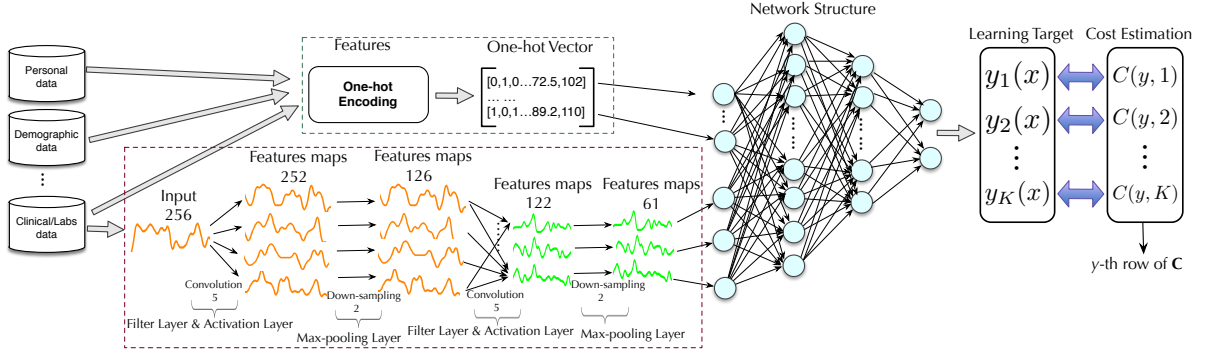 Personal
data
Demographic
data
Clinical/Labs
data
Features
One-hot
Encoding
One-hot Vector
[0,1,0...72.5,102]
... ...
[1,0,1...89.2,110]
Input
256
Features maps
252
Features maps
126
Features maps
122
Features maps
61
Convolution
5
Filter Layer & Activation Layer
Down-sampling
2
Max-pooling Layer
Convolution
5
Filter Layer & Activation Layer
Down-sampling
2
Max-pooling Layer
Network Structure
Learning Target
y₁(x)
y₂(x)
⋮
y_K(x)
Cost Estimation
C(y, 1)
C(y, 2)
⋮
C(y, K)
y-th row of C